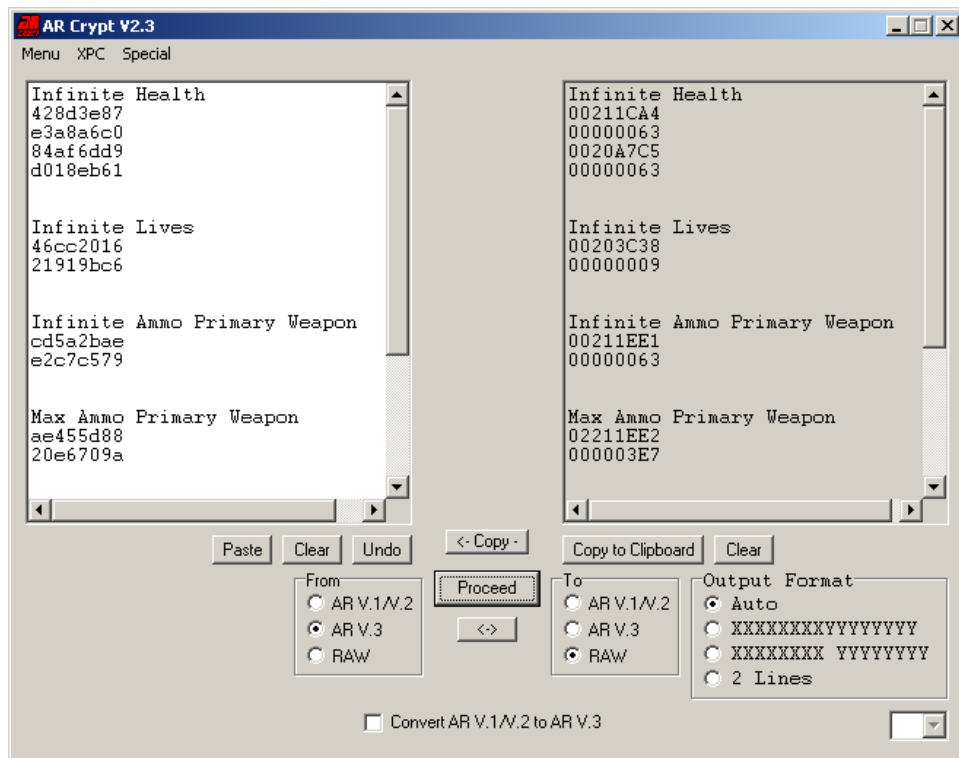 AR Crypt V2.3
Menu XPC Special
Infinite Health
428d3e87
e3a8a6c0
84af6dd9
d018eb61
Infinite Lives
46cc2016
21919bc6
Infinite Ammo Primary Weapon
cd5a2bae
e2c7c579
Max Ammo Primary Weapon
ae455d88
20e6709a
Infinite Health
00211CA4
00000063
0020A7C5
00000063
Infinite Lives
00203C38
00000009
Infinite Ammo Primary Weapon
00211EE1
00000063
Max Ammo Primary Weapon
02211EE2
000003E7
Paste Clear Undo
<- Copy -
Copy to Clipboard Clear
From
AR V.1/V.2
AR V.3
RAW
Proceed
<->
To
AR V.1/V.2
AR V.3
RAW
Output Format
Auto
XXXXXXXXYYYYYYYY
XXXXXXXX YYYYYYYY
2 Lines
Convert AR V.1/V.2 to AR V.3